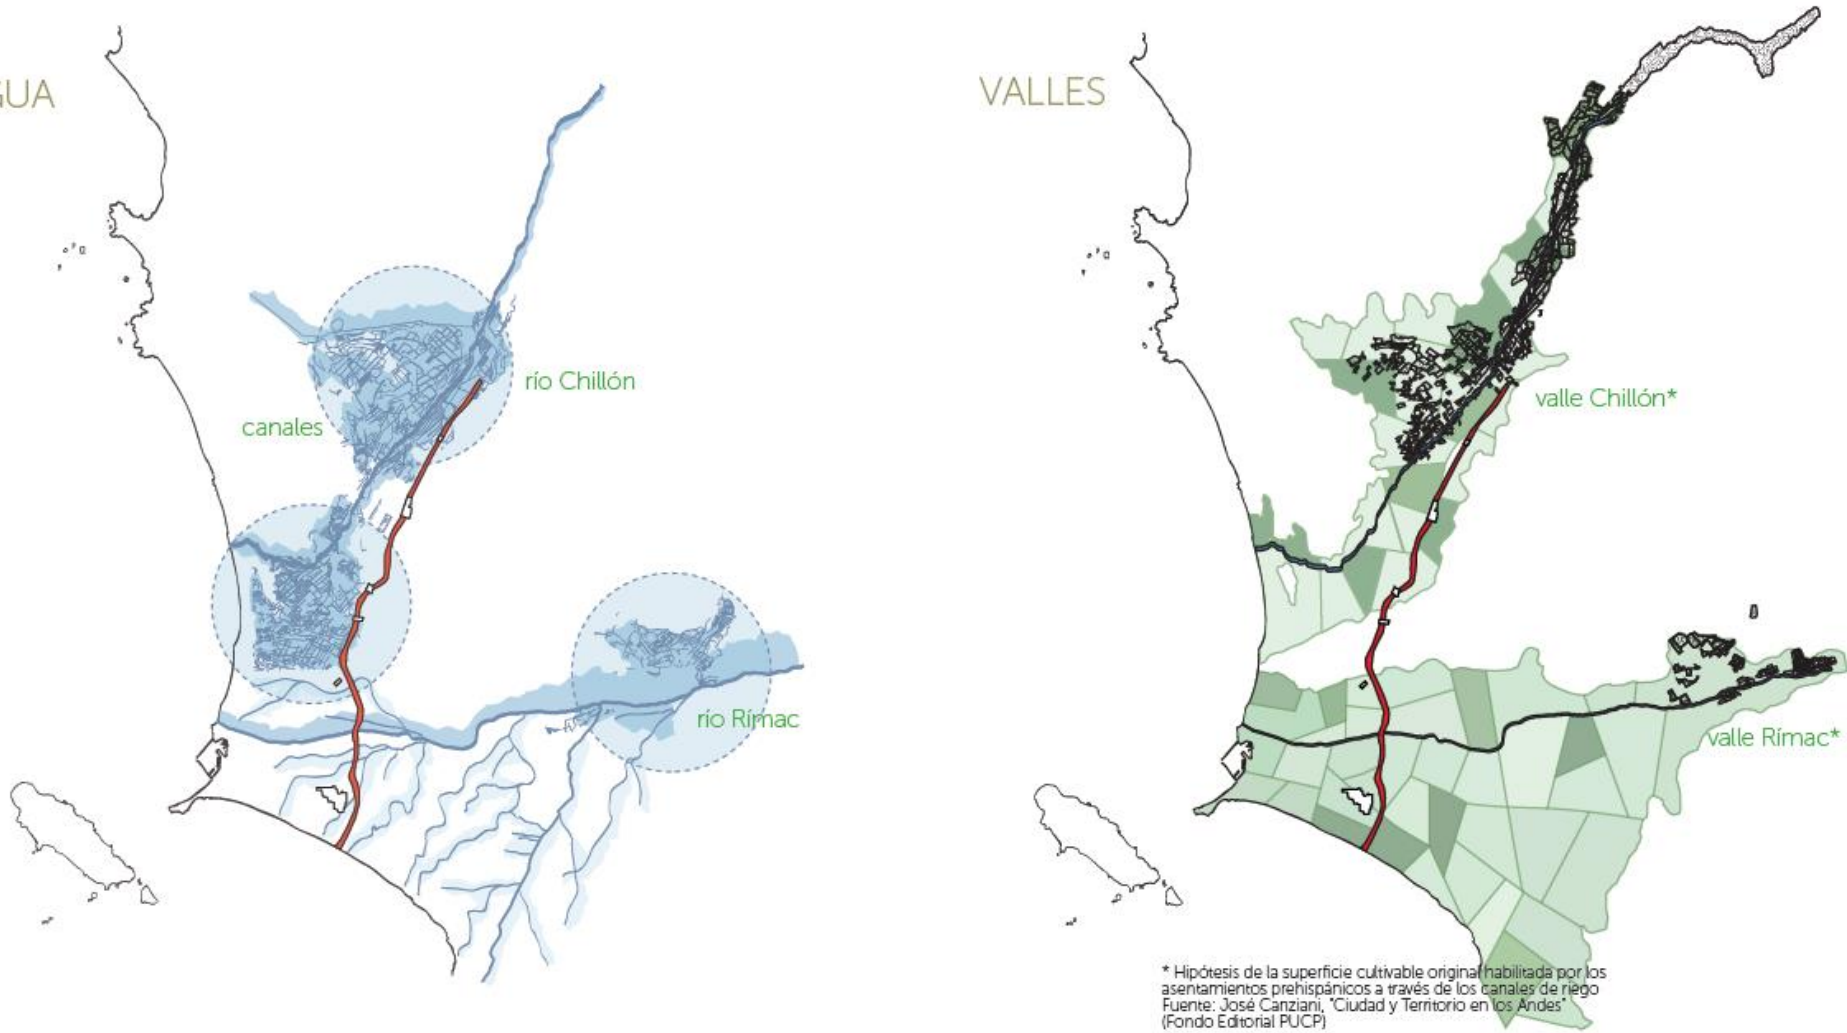 GUA
río Chillón
canales
río Rímac
VALLES
valle Chillón*
valle Rímac*
* Hipótesis de la superficie cultivable original habilitada por los
asentamientos prehispánicos a través de los canales de riego
Fuente: José Canziani, "Ciudad y Territorio en los Andes"
(Fondo Editorial PUCP)